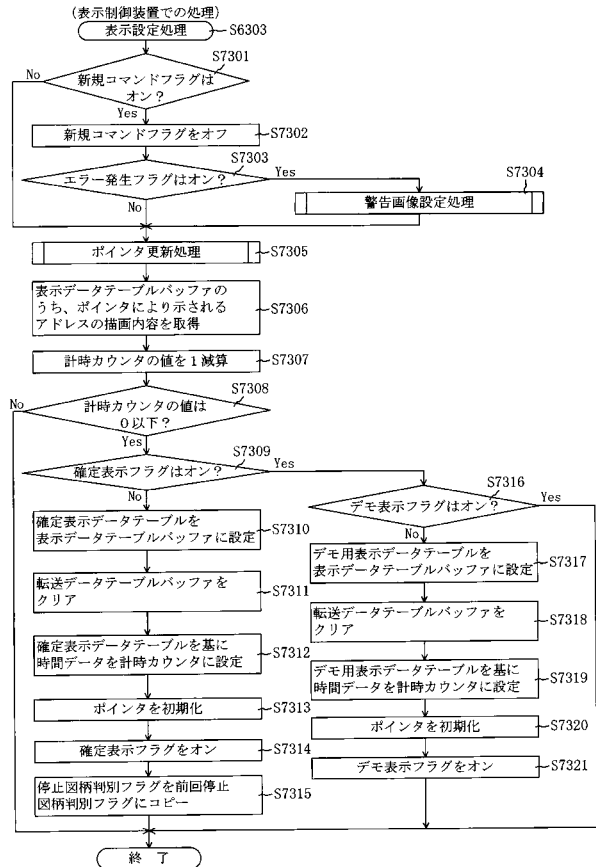 (表示制御装置での処理)
表示設定処理
S6303
S7301
新規コマンドフラグは
オン?
No
Yes
新規コマンドフラグをオフ
S7302
S7303
エラー発生フラグはオン?
Yes
No
S7304
警告画像設定処理
ポインタ更新処理
S7305
表示データテーブルバッファの
うち、ポインタにより示される
アドレスの描画内容を取得
S7306
計時カウンタの値を1減算
S7307
S7308
計時カウンタの値は
0以下?
No
Yes
S7309
確定表示フラグはオン?
Yes
No
確定表示データテーブルを
表示データテーブルバッファに設定
S7310
転送データテーブルバッファを
クリア
S7311
確定表示データテーブルを基に
時間データを計時カウンタに設定
S7312
ポインタを初期化
S7313
確定表示フラグをオン
S7314
停止図柄判別フラグを前回停止
図柄判別フラグにコピー
S7315
S7316
デモ表示フラグはオン?
Yes
No
デモ用表示データテーブルを
表示データテーブルバッファに設定
S7317
転送データテーブルバッファを
クリア
S7318
デモ用表示データテーブルを基に
時間データを計時カウンタに設定
S7319
ポインタを初期化
S7320
デモ表示フラグをオン
S7321
終了